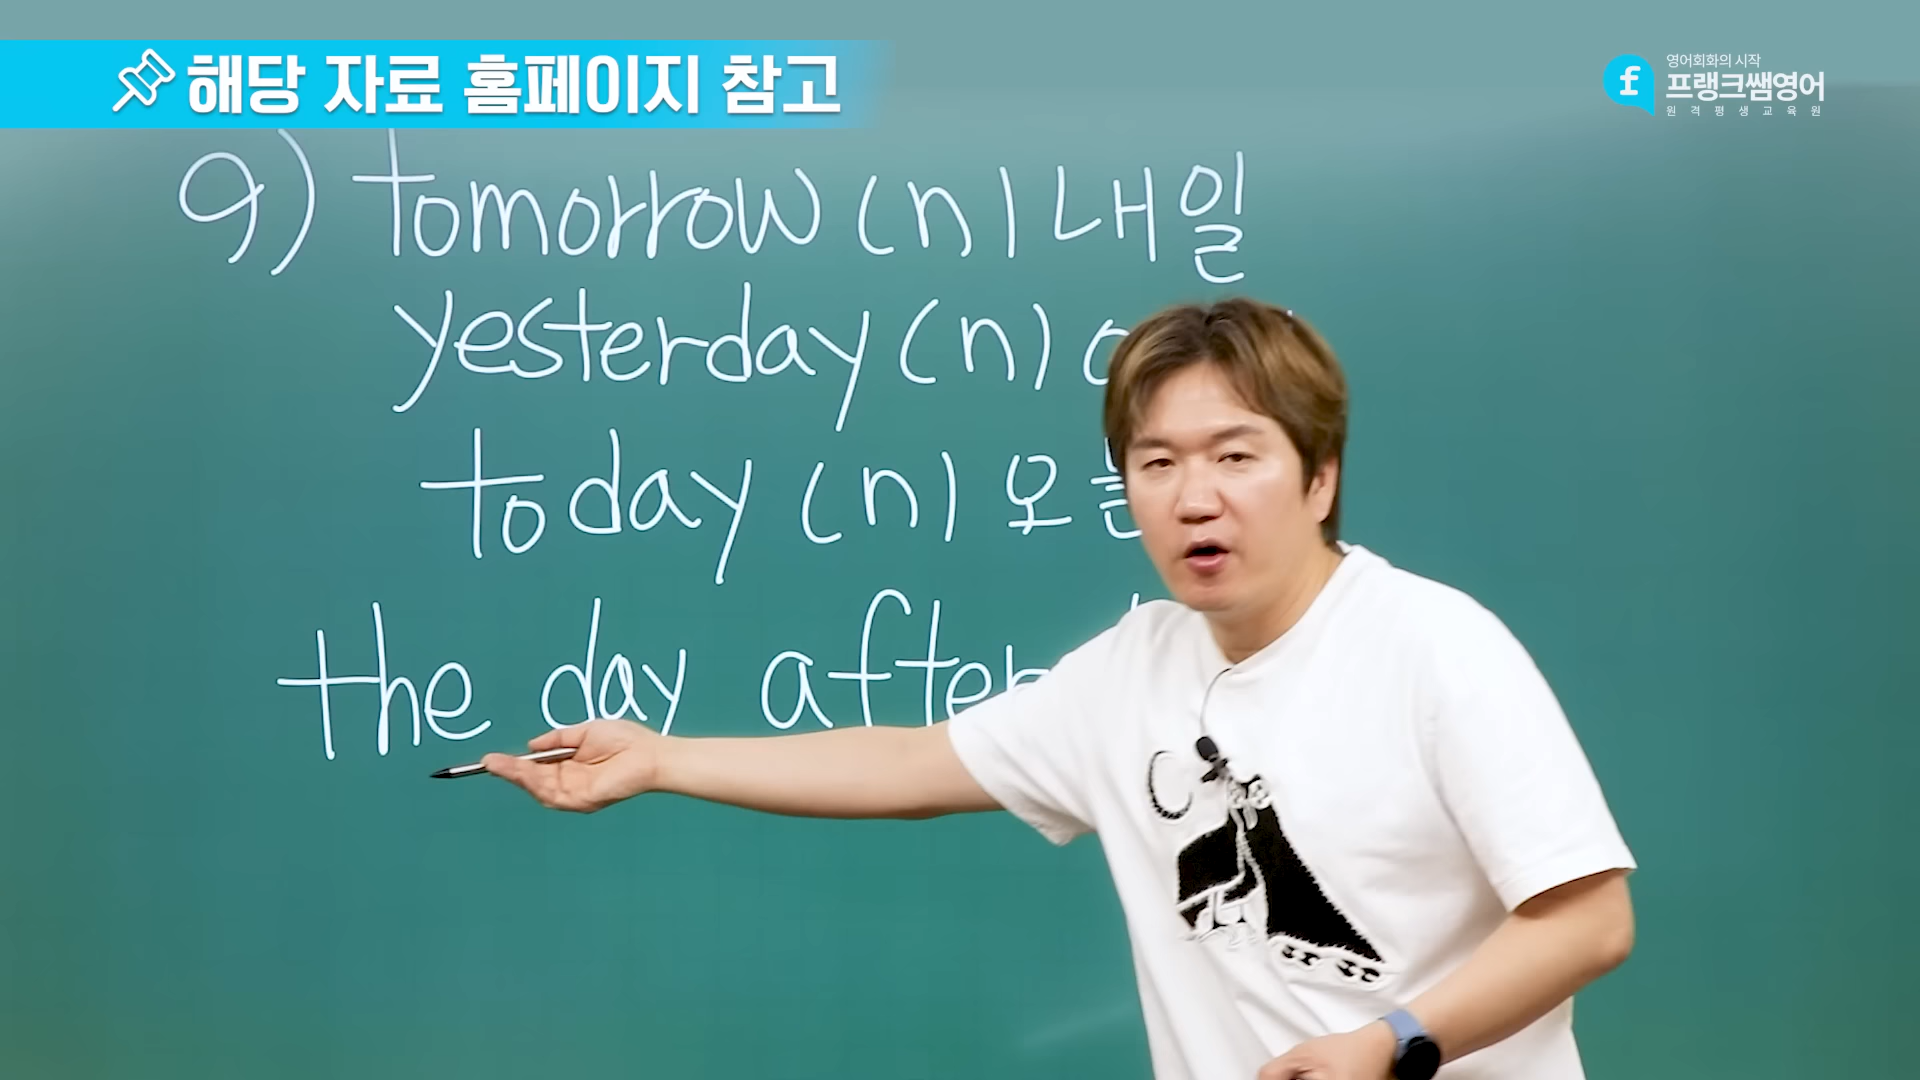 해당 자료 홈페이지 참고
영어회화의 시작
프랭크쌤영어
원격평생교육원
9) tomorrow (n) 내일
yesterday (n)
today (n)
the day after